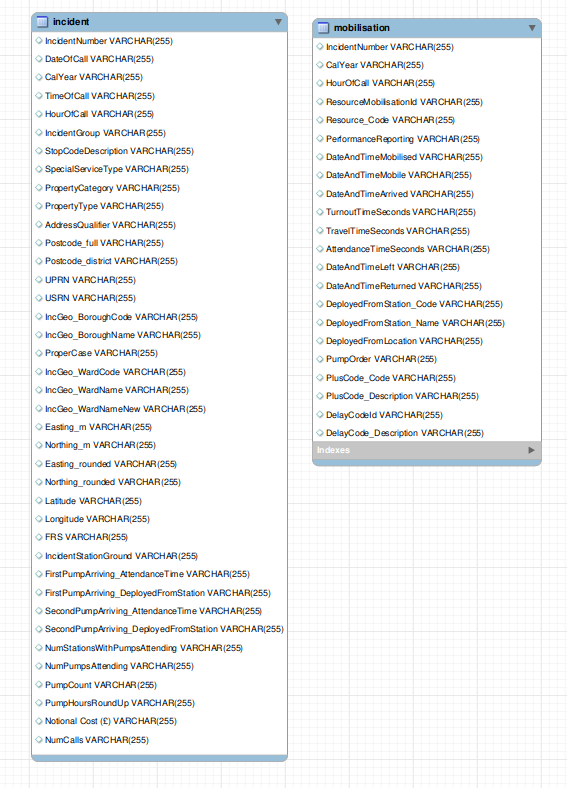 incident
IncidentNumber VARCHAR(255)
DateOfCall VARCHAR(255)
CalYear VARCHAR(255)
TimeOfCall VARCHAR(255)
HourOfCall VARCHAR(255)
IncidentGroup VARCHAR(255)
StopCodeDescription VARCHAR(255)
SpecialServiceType VARCHAR(255)
PropertyCategory VARCHAR(255)
PropertyType VARCHAR(255)
AddressQualifier VARCHAR(255)
Postcode_full VARCHAR(255)
Postcode_district VARCHAR(255)
UPRN VARCHAR(255)
USRN VARCHAR(255)
IncGeo_BoroughCode VARCHAR(255)
IncGeo_BoroughName VARCHAR(255)
ProperCase VARCHAR(255)
IncGeo_WardCode VARCHAR(255)
IncGeo_WardName VARCHAR(255)
IncGeo_WardNameNew VARCHAR(255)
Easting_m VARCHAR(255)
Northing_m VARCHAR(255)
Easting_rounded VARCHAR(255)
Northing_rounded VARCHAR(255)
Latitude VARCHAR(255)
Longitude VARCHAR(255)
FRS VARCHAR(255)
IncidentStationGround VARCHAR(255)
FirstPumpArriving_AttendanceTime VARCHAR(255)
FirstPumpArriving_DeployedFromStation VARCHAR(255)
SecondPumpArriving_AttendanceTime VARCHAR(255)
SecondPumpArriving_DeployedFromStation VARCHAR(255)
NumStationsWithPumpsAttending VARCHAR(255)
NumPumpsAttending VARCHAR(255)
PumpCount VARCHAR(255)
PumpHoursRoundUp VARCHAR(255)
Notional Cost (£) VARCHAR(255)
NumCalls VARCHAR(255)
mobilisation
IncidentNumber VARCHAR(255)
CalYear VARCHAR(255)
HourOfCall VARCHAR(255)
ResourceMobilisationId VARCHAR(255)
Resource_Code VARCHAR(255)
PerformanceReporting VARCHAR(255)
DateAndTimeMobilised VARCHAR(255)
DateAndTimeMobile VARCHAR(255)
DateAndTimeArrived VARCHAR(255)
TurnoutTimeSeconds VARCHAR(255)
TravelTimeSeconds VARCHAR(255)
AttendanceTimeSeconds VARCHAR(255)
DateAndTimeLeft VARCHAR(255)
DateAndTimeReturned VARCHAR(255)
DeployedFromStation_Code VARCHAR(255)
DeployedFromStation_Name VARCHAR(255)
DeployedFromLocation VARCHAR(255)
PumpOrder VARCHAR(255)
PlusCode_Code VARCHAR(255)
PlusCode_Description VARCHAR(255)
DelayCodeId VARCHAR(255)
DelayCode_Description VARCHAR(255)
Indexes